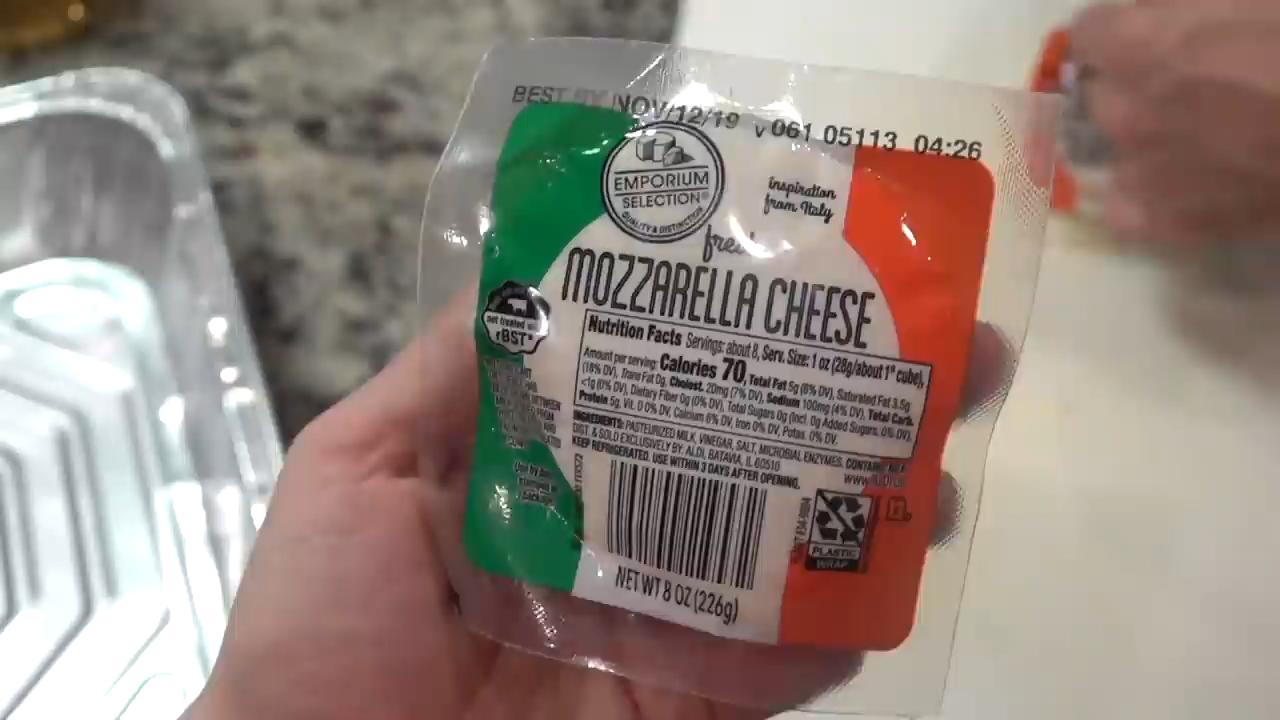 BEST BY NOV/12/19 V061 05113 04:26
EMPORIUM
SELECTION®
QUALITY & DISTINCTION
inspiration
from Italy
fresh
MOZZARELLA CHEESE
not treated
rBST*
Nutrition Facts Servings: about 8, Serv. Size: 1 oz (28g/about 1" cube),
Amount per serving: Calories 70, Total Fat 5g (6% DV), Saturated Fat 3.5g
(18% DV), Trans Fat 0g, Cholest. 20mg (7% DV), Sodium 100mg (4% DV), Total Carb.
<1g (0% DV), Dietary Fiber 0g (0% DV), Total Sugars 0g (Incl. 0g Added Sugars, 0% DV),
Protein 5g, Vit. D 0% DV, Calcium 6% DV, Iron 0% DV, Potas. 0% DV.
INGREDIENTS: PASTEURIZED MILK, VINEGAR, SALT, MICROBIAL ENZYMES. CONTAINS: MILK
DIST. & SOLD EXCLUSIVELY BY: ALDI, BATAVIA, IL 60510
KEEP REFRIGERATED. USE WITHIN 3 DAYS AFTER OPENING.
PLASTIC
WRAP
n.
NET WT 8 OZ (226g)